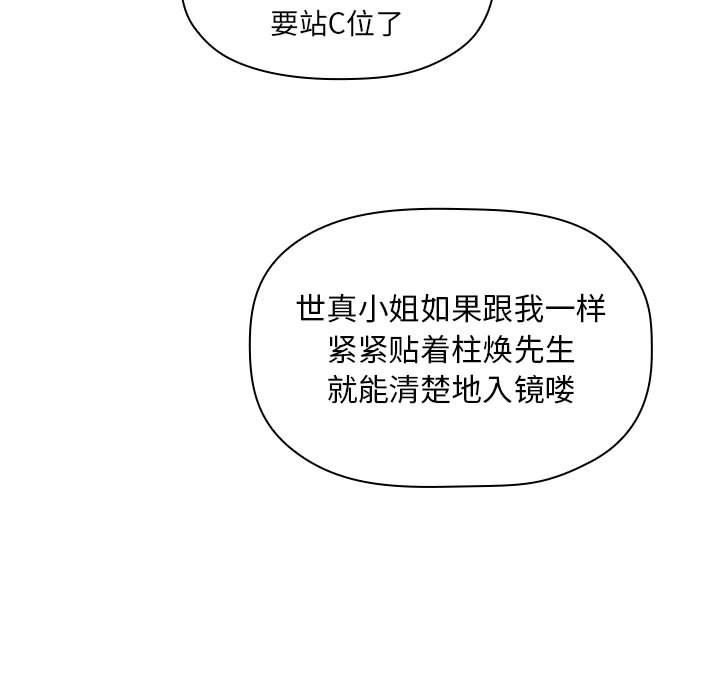 要站C位了
世真小姐如果跟我一样
紧紧贴着柱焕先生
就能清楚地入镜喽